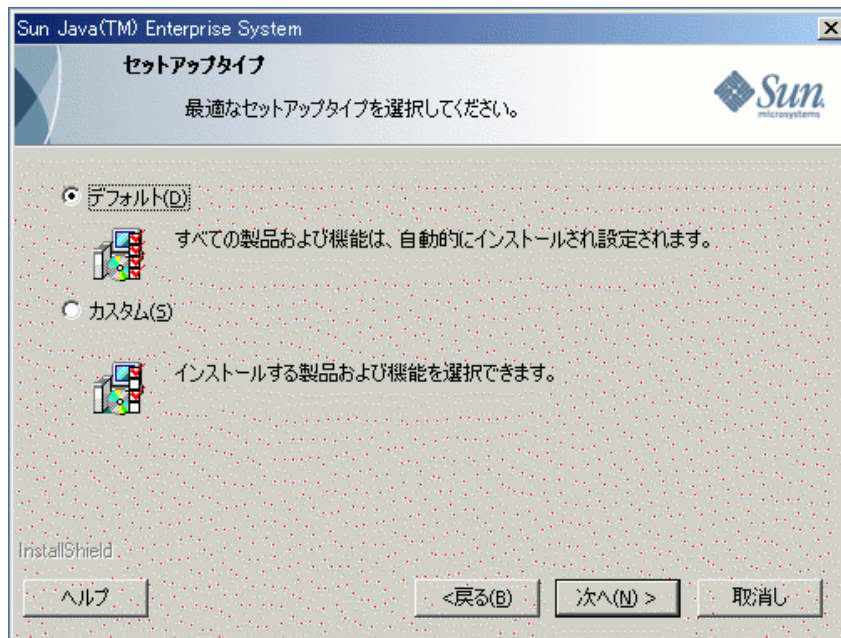 Sun Java(TM) Enterprise System
セットアップタイプ
最適なセットアップタイプを選択してください。
Sun
microsystems
デフォルト(D)
すべての製品および機能は、自動的にインストールされ設定されます。
カスタム(S)
インストールする製品および機能を選択できます。
InstallShield
ヘルプ
<戻る(B)
次へ(N) >
取消し